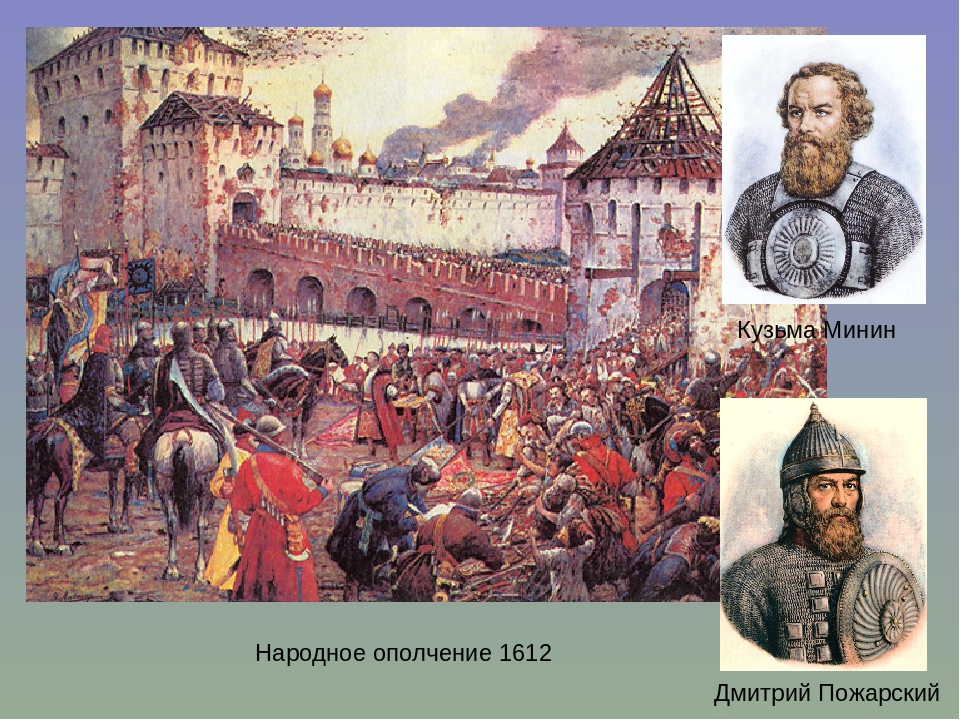 Кузьма Минин
Народное ополчение 1612
Дмитрий Пожарский